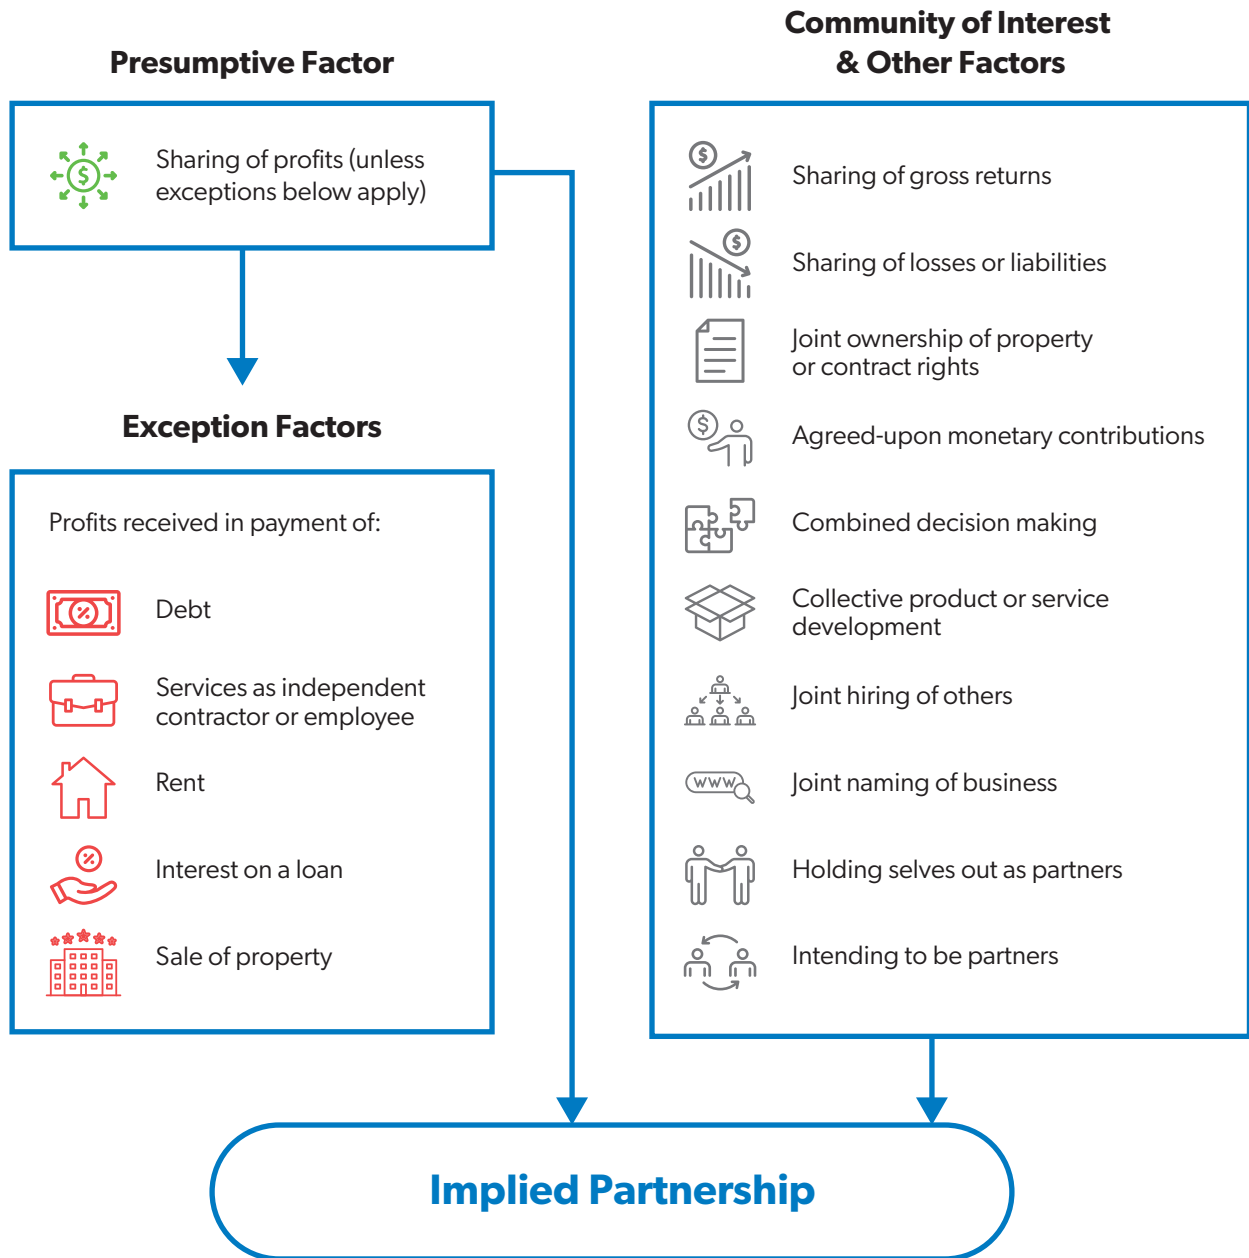 Presumptive Factor
Sharing of profits (unless
exceptions below apply)
Exception Factors
Profits received in payment of:
Debt
Services as independent
contractor or employee
Rent
Interest on a loan
Sale of property
Community of Interest
& Other Factors
Sharing of gross returns
Sharing of losses or liabilities
Joint ownership of property
or contract rights
Agreed-upon monetary contributions
Combined decision making
Collective product or service
development
Joint hiring of others
WWW
Joint naming of business
Holding selves out as partners
Intending to be partners
Implied Partnership